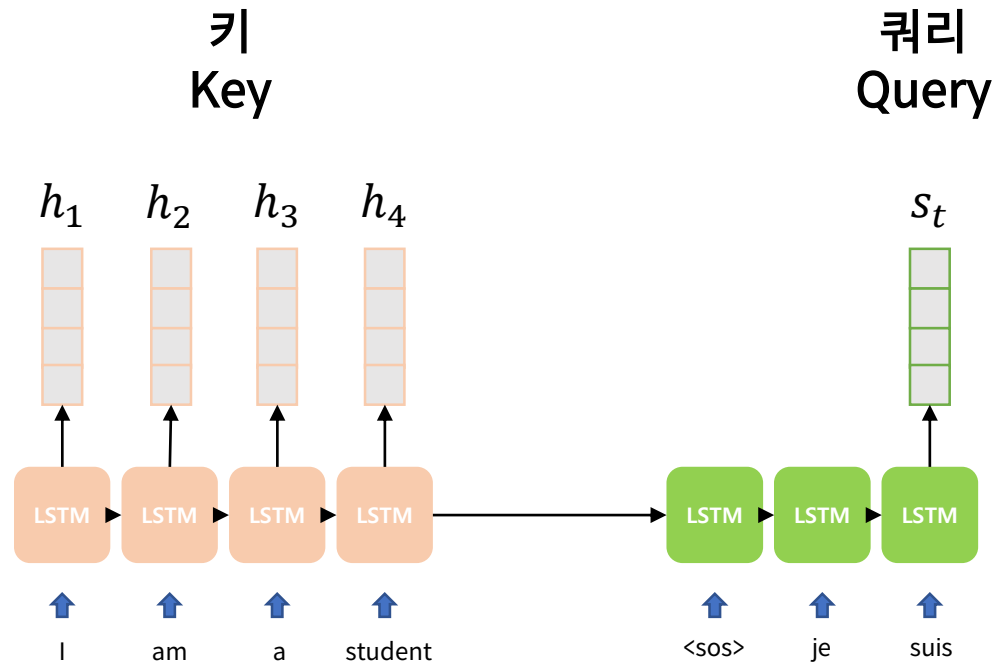 키
Key
쿼리
Query
h₁ h₂ h₃ h₄
sₜ
LSTM LSTM LSTM LSTM
LSTM LSTM LSTM
I am a student
<sos> je suis